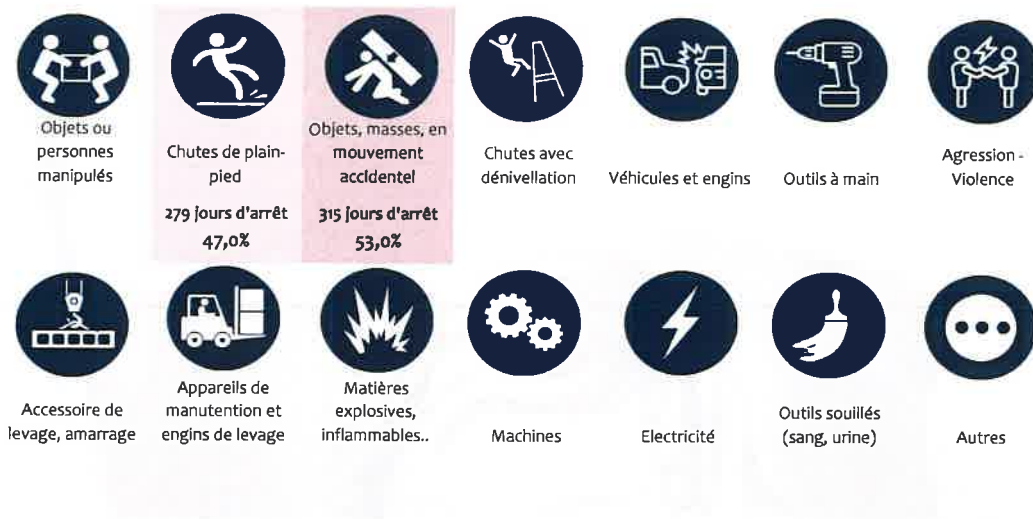 Objets ou
personnes
manipulés
Chutes de plain-
pied
279 jours d'arrêt
47,0%
Objets, masses, en
mouvement
accidentel
315 jours d'arrêt
53,0%
Chutes avec
dénivellation
Véhicules et engins
Outils à main
Agression -
Violence
Accessoire de
levage, amarrage
Appareils de
manutention et
engins de levage
Matières
explosives,
inflammables..
Machines
Electricité
Outils souillés
(sang, urine)
Autres